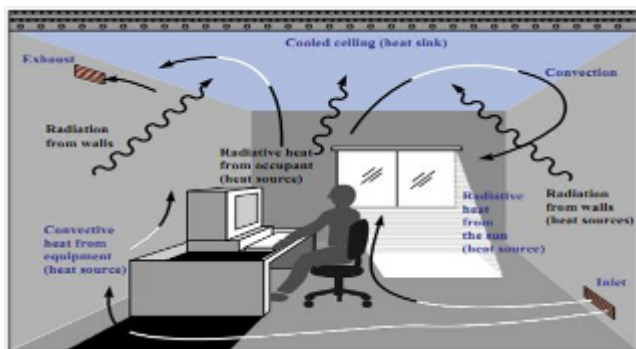 Cooled ceiling (heat sink)
Exhaust
Convection
Radiation
from walls
Radiative heat
from occupant
(heat source)
Radiative
heat
from
the sun
(heat source)
Radiation
from walls
(heat sources)
Convective
heat from
equipment
(heat source)
Inlet